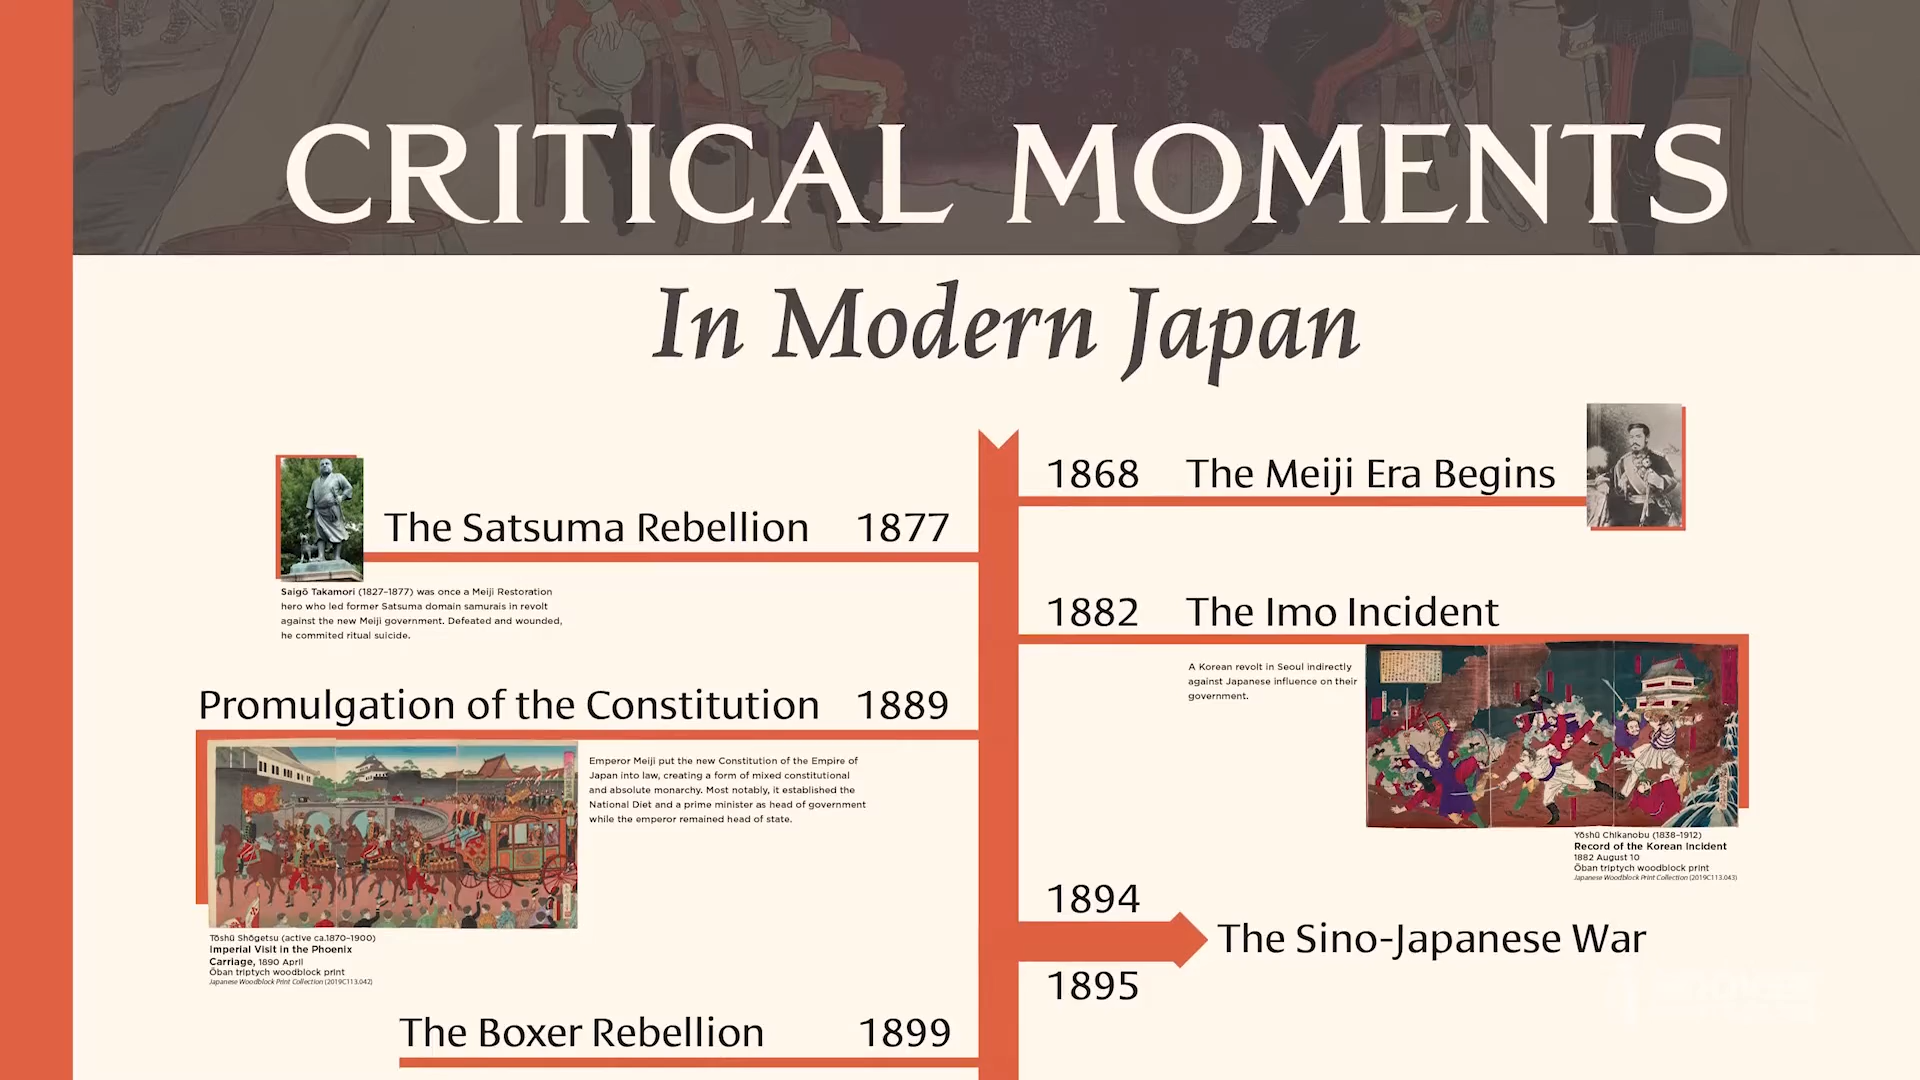 CRITICAL MOMENTS
In Modern Japan
1868 The Meiji Era Begins
The Satsuma Rebellion 1877
Saigō Takamori (1827–1877) was once a Meiji Restoration
hero who led former Satsuma domain samurais in revolt
against the new Meiji government. Defeated and wounded,
he commited ritual suicide.
1882 The Imo Incident
A Korean revolt in Seoul indirectly
against Japanese influence on their
government.
Yōshū Chikanobu (1838–1912)
Record of the Korean Incident
1882 August 10
Ōban triptych woodblock print
Japanese Woodblock Print Collection (2019C113.043)
Promulgation of the Constitution 1889
Emperor Meiji put the new Constitution of the Empire of
Japan into law, creating a form of mixed constitutional
and absolute monarchy. Most notably, it established the
National Diet and a prime minister as head of government
while the emperor remained head of state.
Tōshū Shōgetsu (active ca.1870–1900)
Imperial Visit in the Phoenix
Carriage, 1890 April
Ōban triptych woodblock print
Japanese Woodblock Print Collection (2019C113.042)
1894
The Sino-Japanese War
1895
The Boxer Rebellion 1899